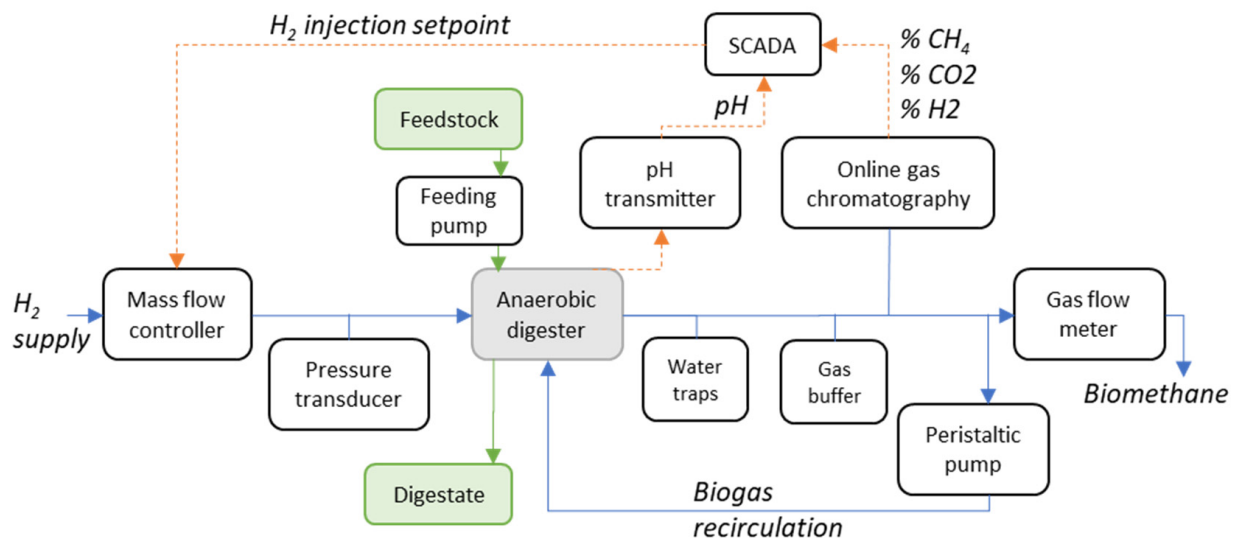 H₂ injection setpoint
SCADA
% CH₄
% CO2
% H2
pH
Feedstock
Feeding
pump
pH
transmitter
Online gas
chromatography
H₂
supply
Mass flow
controller
Anaerobic
digester
Gas flow
meter
Pressure
transducer
Water
traps
Gas
buffer
Biomethane
Peristaltic
pump
Digestate
Biogas
recirculation